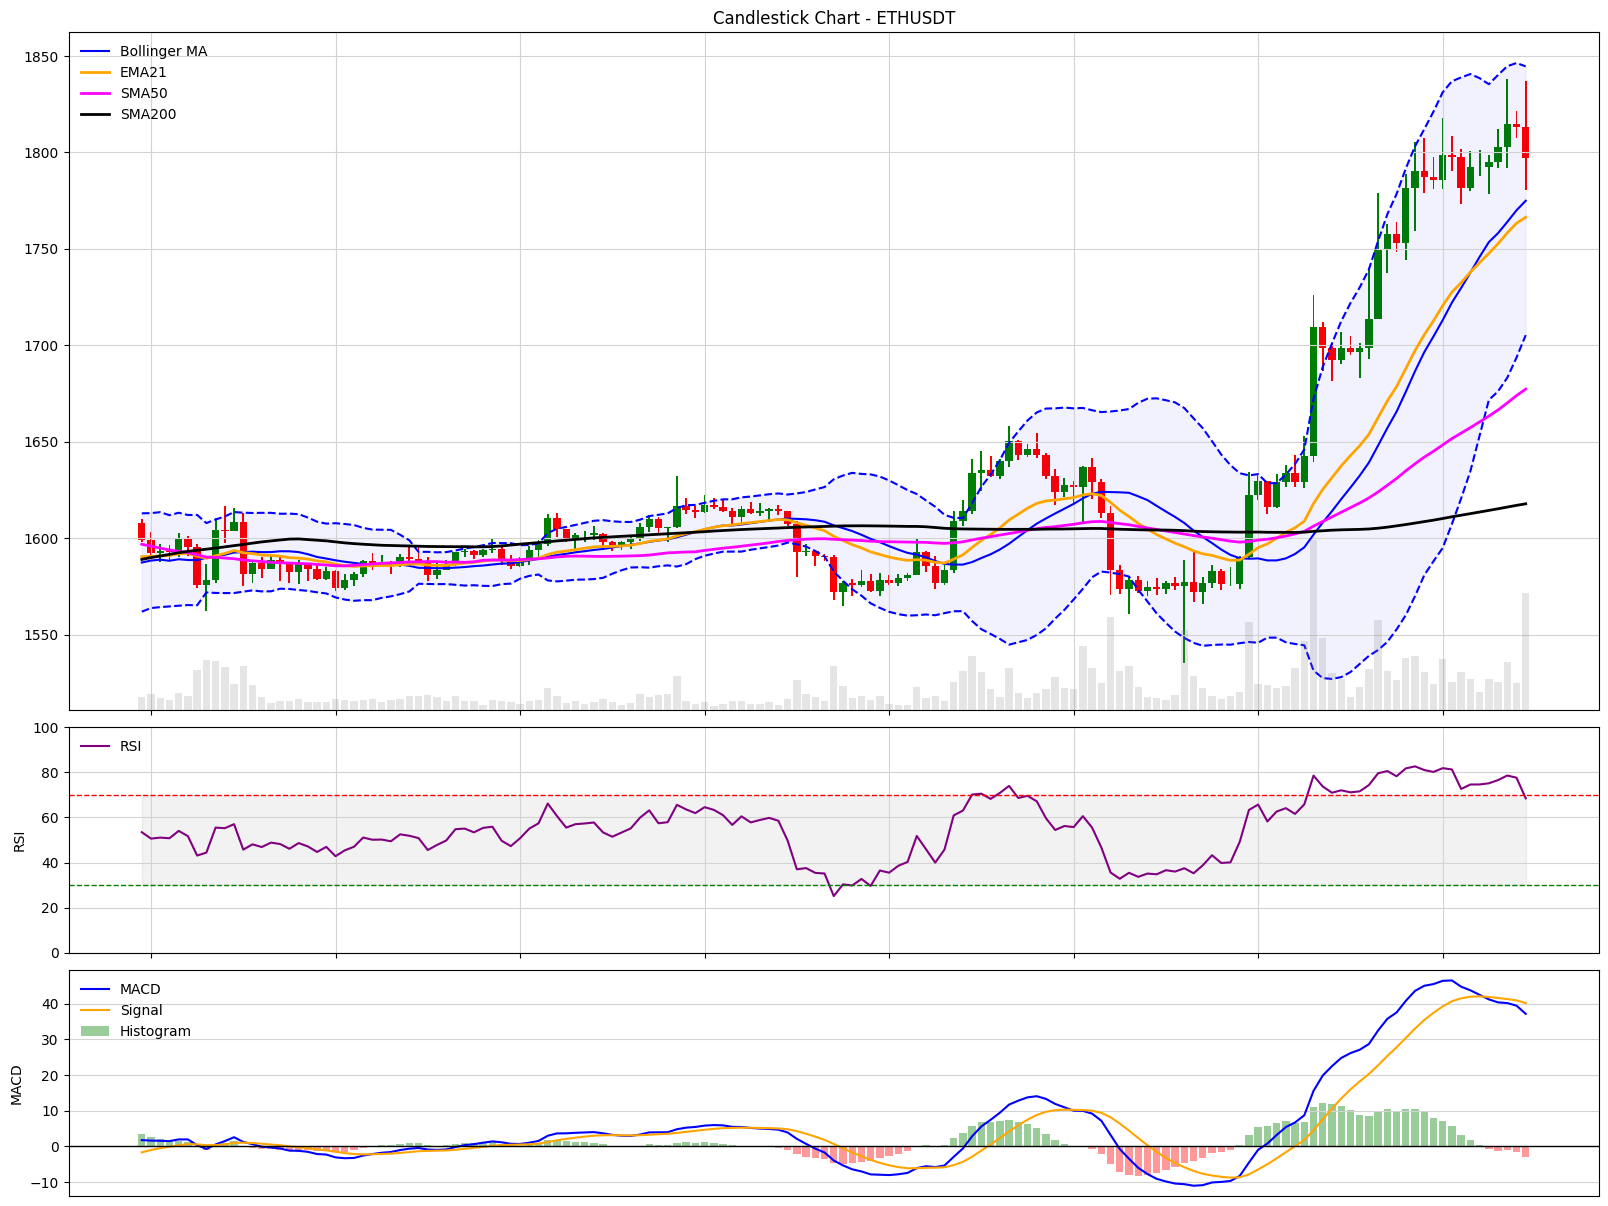 Candlestick Chart - ETHUSDT
Bollinger MA
EMA21
SMA50
SMA200
1850
1800
1750
1700
1650
1600
1550
RSI
100
80
60
40
20
0
RSI
MACD
Signal
Histogram
40
30
20
10
0
−10
MACD